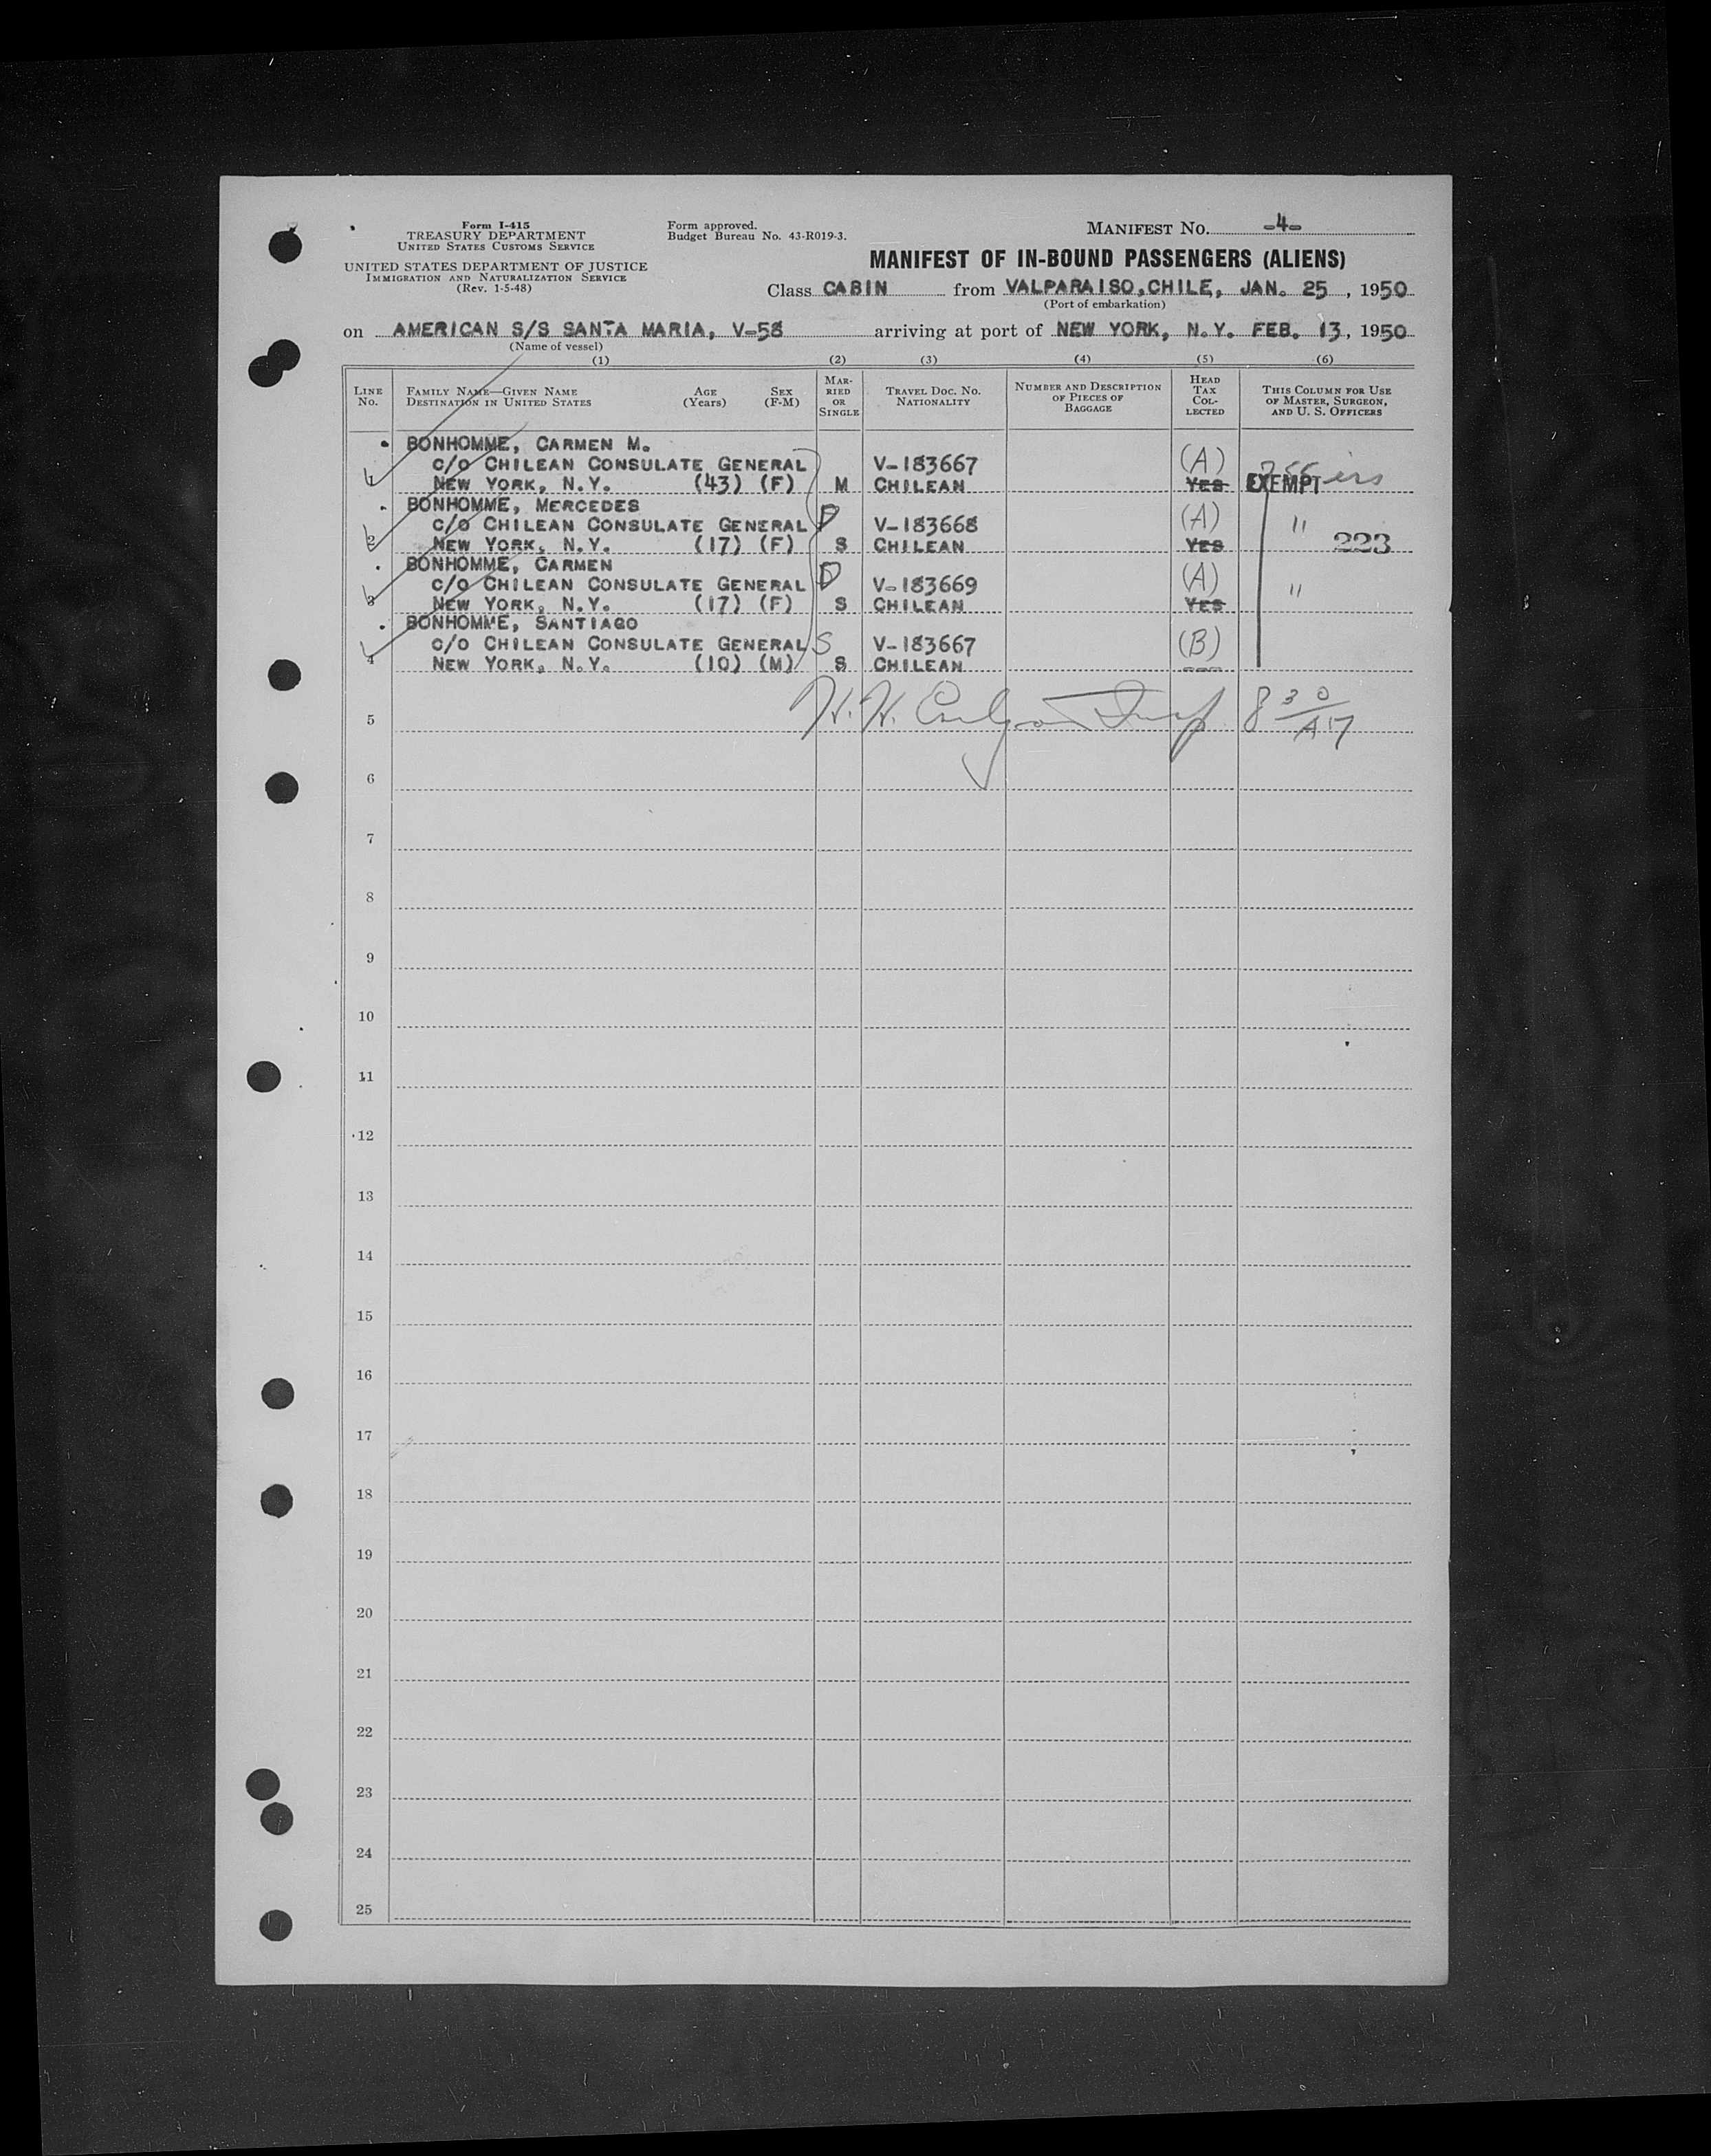 Form I-415
TREASURY DEPARTMENT
UNITED STATES CUSTOMS SERVICE
UNITED STATES DEPARTMENT OF JUSTICE
IMMIGRATION AND NATURALIZATION SERVICE
(Rev. 1-5-48)
Form approved.
Budget Bureau No. 43-R019-3.
MANIFEST No. -4-
MANIFEST OF IN-BOUND PASSENGERS (ALIENS)
Class CABIN from VALPARAISO, CHILE, JAN. 25, 1950
(Port of embarkation)
on AMERICAN S/S SANTA MARIA, V-58 arriving at port of NEW YORK, N.Y. FEB. 13, 1950
(Name of vessel)
(1) (2) (3) (4) (5) (6)
LINE No. FAMILY NAME—GIVEN NAME DESTINATION IN UNITED STATES AGE (Years) SEX (F-M) MARRIED OR SINGLE TRAVEL DOC. No. NATIONALITY NUMBER AND DESCRIPTION OF PIECES OF BAGGAGE HEAD TAX COLLECTED THIS COLUMN FOR USE OF MASTER, SURGEON, AND U. S. OFFICERS
BONHOMME, CARMEN M.
C/O CHILEAN CONSULATE GENERAL V-183667 (A)
1 NEW YORK, N.Y. (43) (F) M CHILEAN YES EXEMPT
BONHOMME, MERCEDES
C/O CHILEAN CONSULATE GENERAL D V-183668 (A) "
2 NEW YORK, N.Y. (17) (F) S CHILEAN YES 223
BONHOMME, CARMEN
C/O CHILEAN CONSULATE GENERAL D V-183669 (A) "
3 NEW YORK, N.Y. (17) (F) S CHILEAN YES
BONHOMME, SANTIAGO
C/O CHILEAN CONSULATE GENERAL S V-183667 (B)
4 NEW YORK, N.Y. (10) (M) S CHILEAN ---
H. H. 8 30
5
6
7
8
9
10
11
12
13
14
15
16
17
18
19
20
21
22
23
24
25